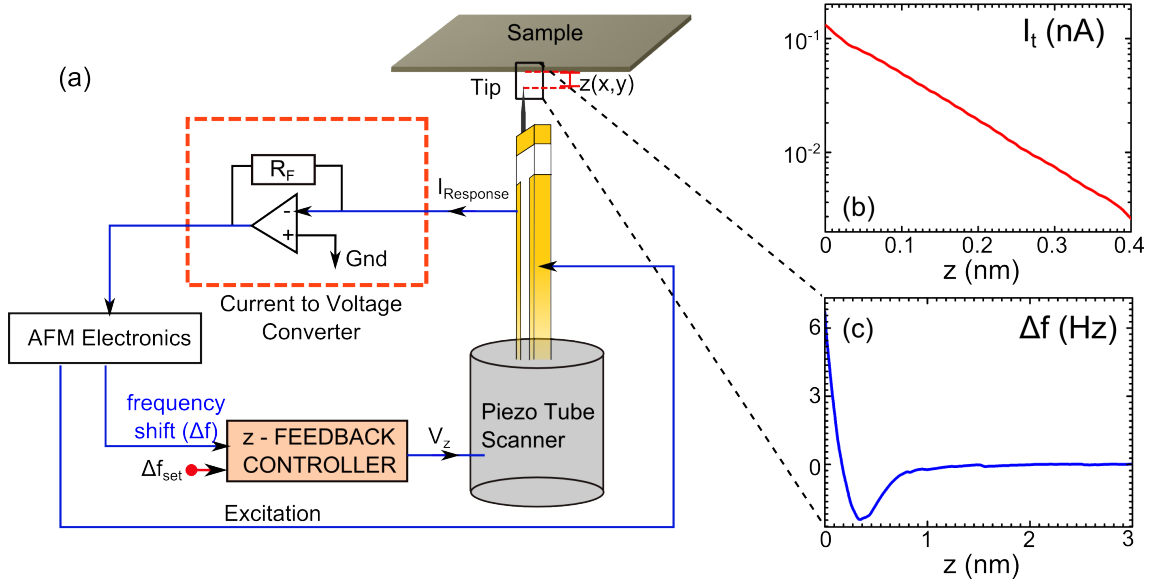 (a)
Sample
Tip
z(x,y)
R_F
I_Response
-
+
Gnd
Current to Voltage
Converter
AFM Electronics
frequency
shift (Δf)
Δf_set
z - FEEDBACK
CONTROLLER
V_z
Piezo Tube
Scanner
Excitation
I_t (nA)
10^-1
10^-2
(b)
0 0.1 0.2 0.3 0.4
z (nm)
(c)
Δf (Hz)
6
3
0
0 1 2 3
z (nm)